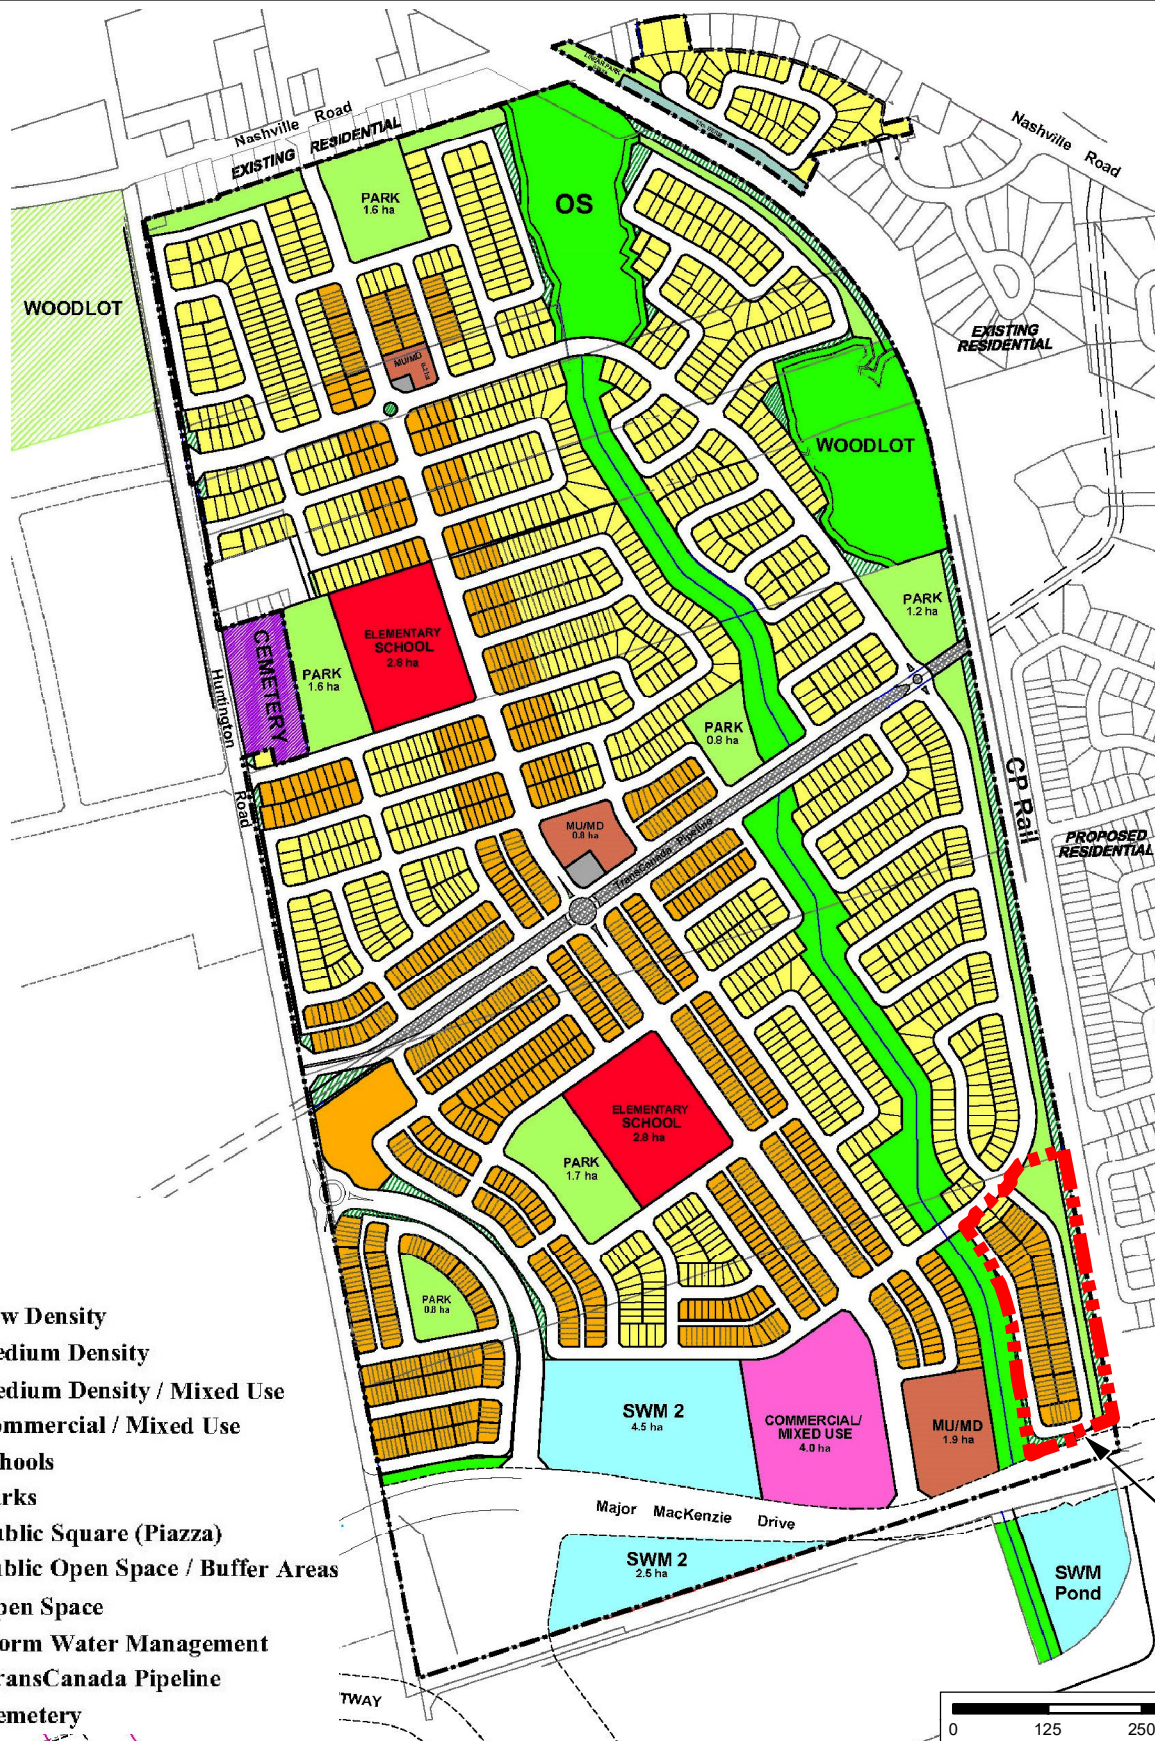 Nashville Road
EXISTING RESIDENTIAL
LINEAR PARK
Nashville Road
PARK
1.6 ha
OS
WOODLOT
EXISTING
RESIDENTIAL
MU/MD
WOODLOT
PARK
1.2 ha
CEMETERY
ELEMENTARY
SCHOOL
2.8 ha
PARK
1.6 ha
Huntington
Road
PARK
0.8 ha
CP Rail
MU/MD
0.8 ha
TransCanada Pipeline
PROPOSED
RESIDENTIAL
ELEMENTARY
SCHOOL
2.8 ha
PARK
1.7 ha
PARK
0.8 ha
w Density
edium Density
edium Density / Mixed Use
ommercial / Mixed Use
hools
rks
ublic Square (Piazza)
ublic Open Space / Buffer Areas
pen Space
orm Water Management
ransCanada Pipeline
emetery
SWM 2
4.5 ha
COMMERCIAL/
MIXED USE
4.0 ha
MU/MD
1.9 ha
Major MacKenzie Drive
SWM 2
2.5 ha
SWM
Pond
TWAY
0 125 250